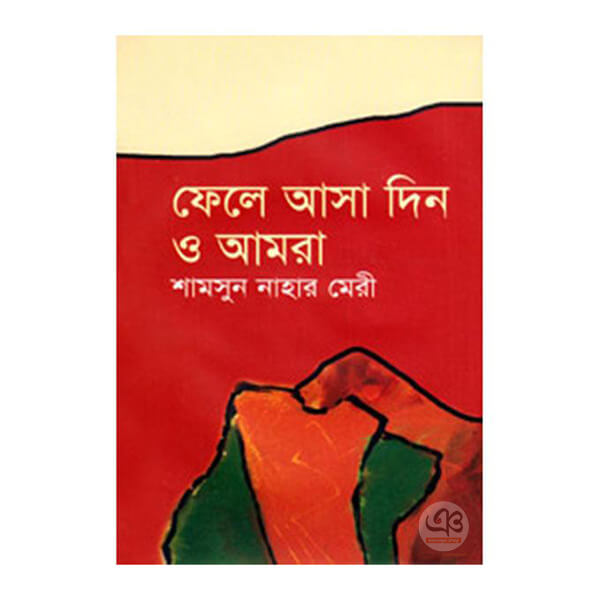 ফেলে আসা দিন
ও আমরা
শামসুন নাহার মেরী